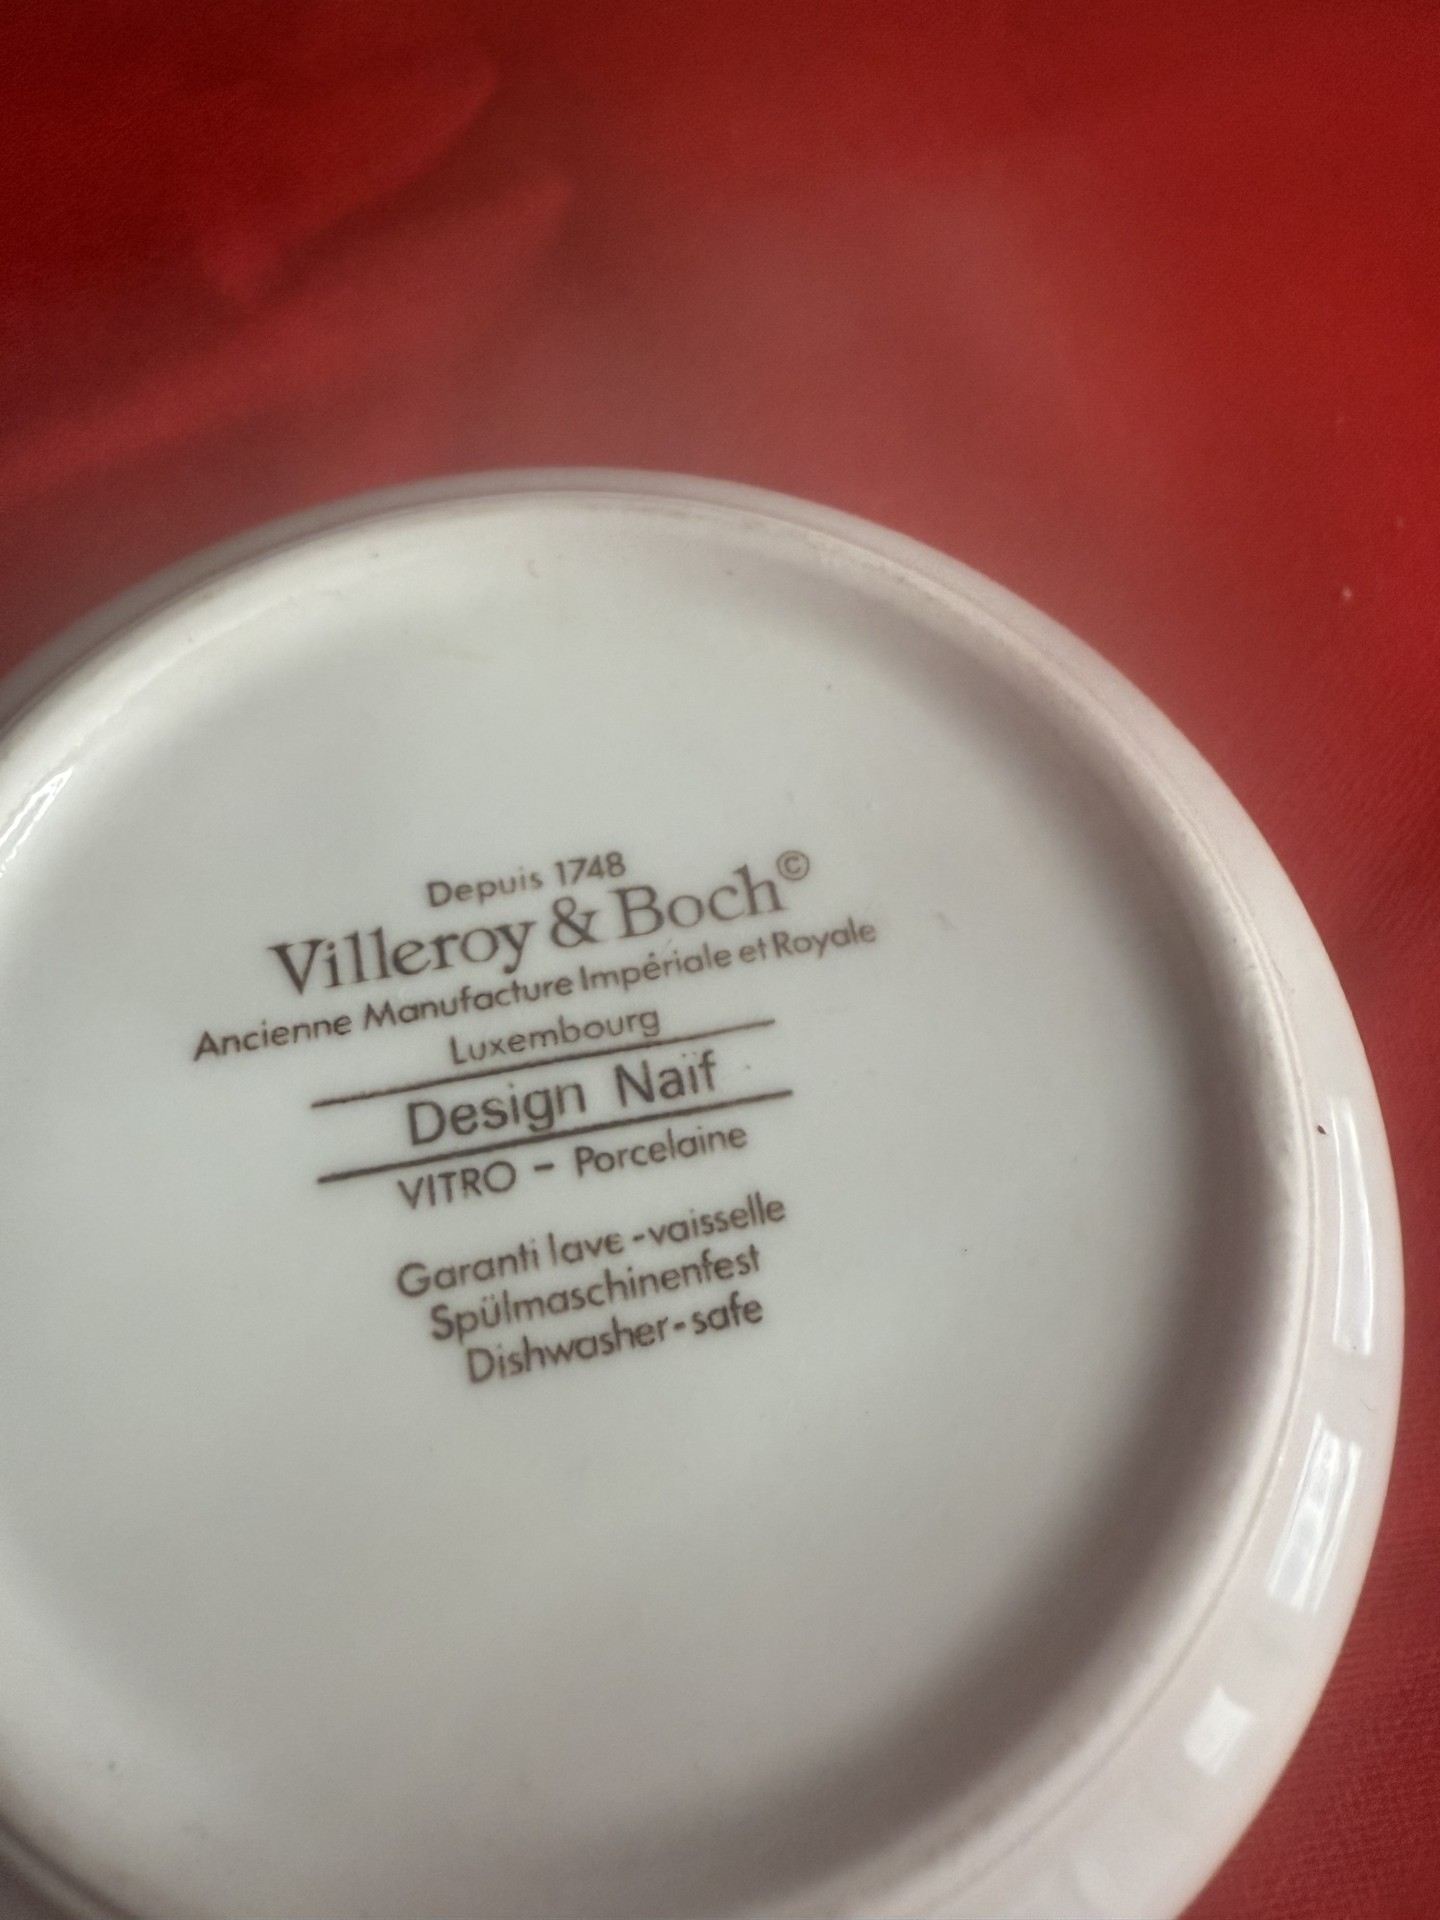 Depuis 1748
Villeroy & Boch©
Ancienne Manufacture Impériale et Royale
Luxembourg
Design Naïf
VITRO – Porcelaine
Garanti lave-vaisselle
Spülmaschinenfest
Dishwasher-safe